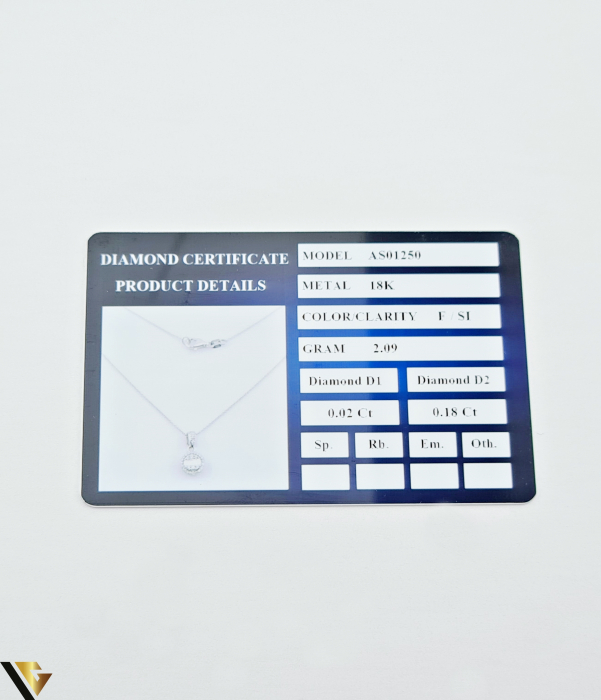 DIAMOND CERTIFICATE
PRODUCT DETAILS
MODEL AS01250
METAL 18K
COLOR/CLARITY F / SI
GRAM 2.09
Diamond D1 Diamond D2
0.02 Ct 0.18 Ct
Sp. Rb. Em. Oth.